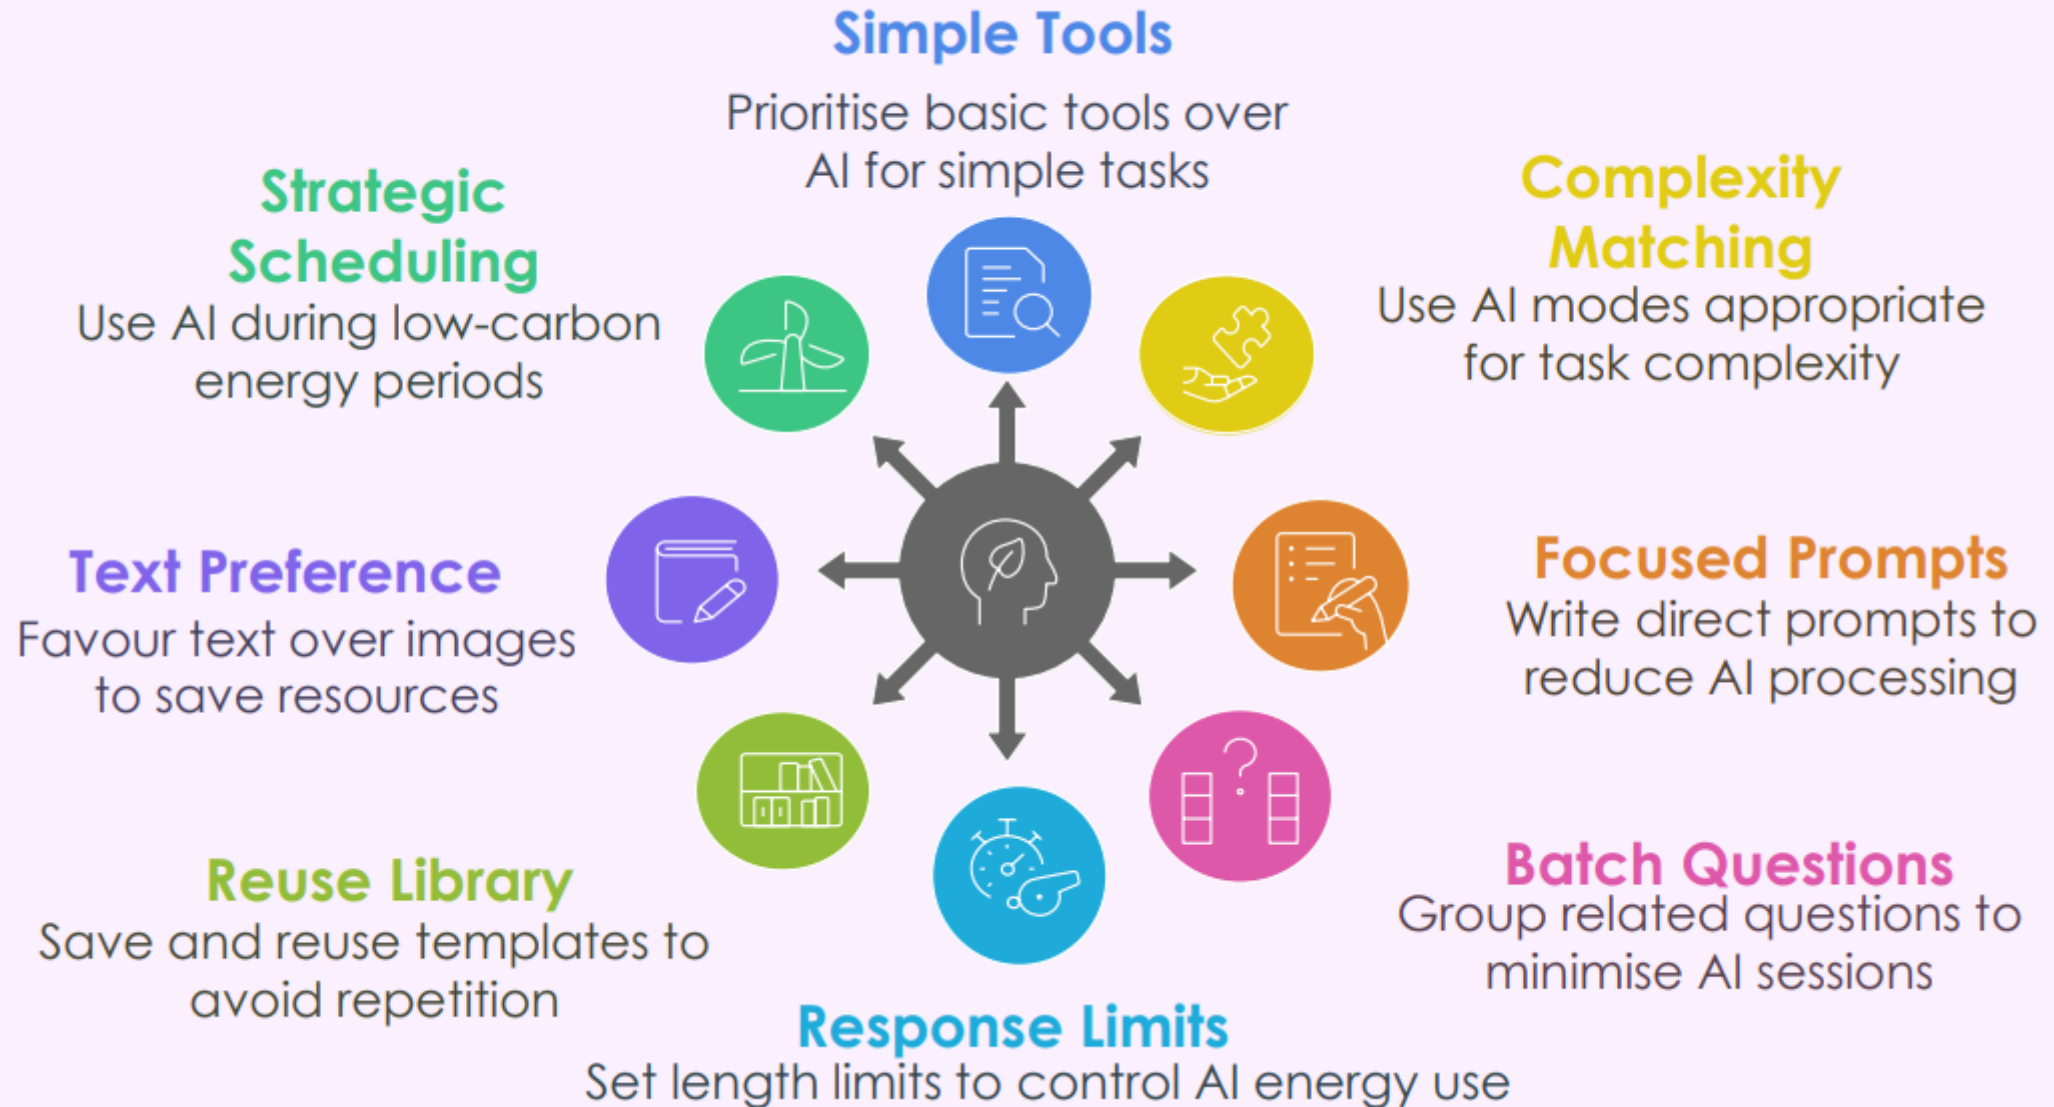 Simple Tools
Prioritise basic tools over
AI for simple tasks
Complexity
Matching
Use AI modes appropriate
for task complexity
Focused Prompts
Write direct prompts to
reduce AI processing
Batch Questions
Group related questions to
minimise AI sessions
Response Limits
Set length limits to control AI energy use
Reuse Library
Save and reuse templates to
avoid repetition
Text Preference
Favour text over images
to save resources
Strategic
Scheduling
Use AI during low-carbon
energy periods
?